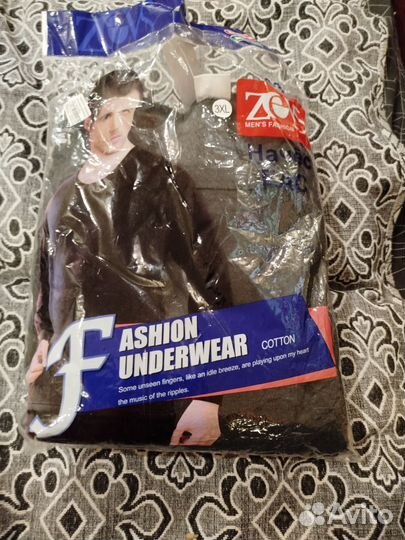 3XL
MEN'S FASHION
FASHION
UNDERWEAR COTTON
Some unseen fingers, like an idle breeze, are playing upon my heart
the music of the ripples.
Avito